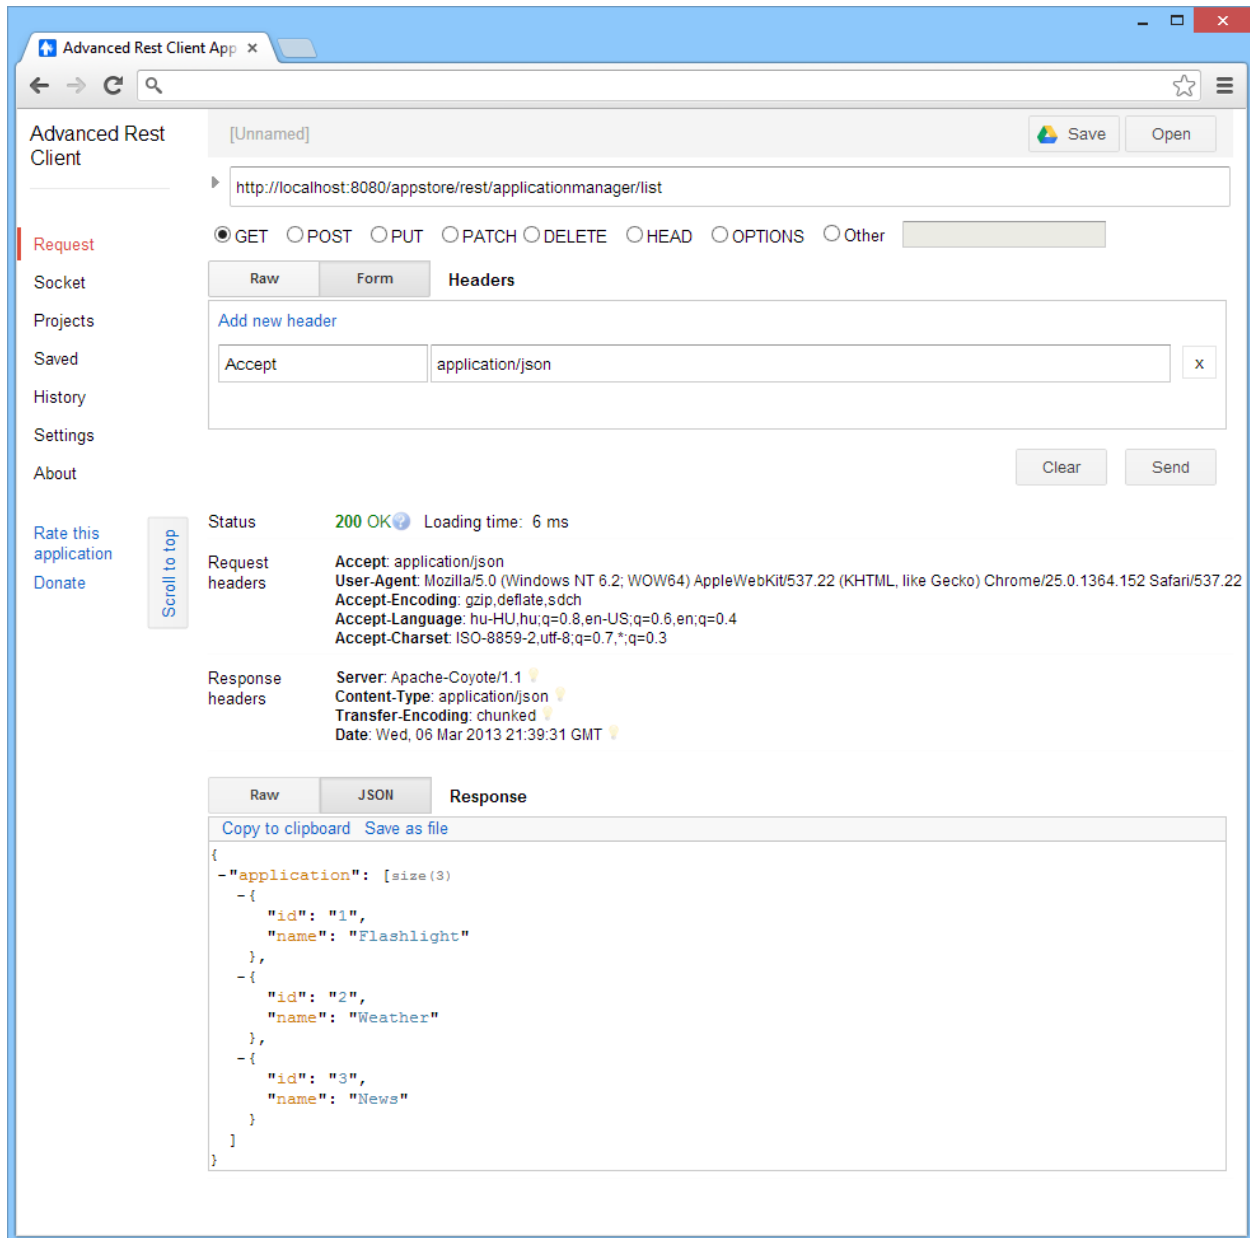 Advanced Rest Client App
Advanced Rest
Client
[Unnamed]
Save
Open
http://localhost:8080/appstore/rest/applicationmanager/list
GET POST PUT PATCH DELETE HEAD OPTIONS Other
Request
Socket
Projects
Saved
History
Settings
About
Rate this
application
Donate
Scroll to top
Raw Form Headers
Add new header
Accept application/json x
Clear Send
Status 200 OK Loading time: 6 ms
Request
headers
Accept: application/json
User-Agent: Mozilla/5.0 (Windows NT 6.2; WOW64) AppleWebKit/537.22 (KHTML, like Gecko) Chrome/25.0.1364.152 Safari/537.22
Accept-Encoding: gzip,deflate,sdch
Accept-Language: hu-HU,hu;q=0.8,en-US;q=0.6,en;q=0.4
Accept-Charset: ISO-8859-2,utf-8;q=0.7,*;q=0.3
Response
headers
Server: Apache-Coyote/1.1
Content-Type: application/json
Transfer-Encoding: chunked
Date: Wed, 06 Mar 2013 21:39:31 GMT
Raw JSON Response
Copy to clipboard Save as file
{
-"application": [size(3)
-{
"id": "1",
"name": "Flashlight"
},
-{
"id": "2",
"name": "Weather"
},
-{
"id": "3",
"name": "News"
}
]
}